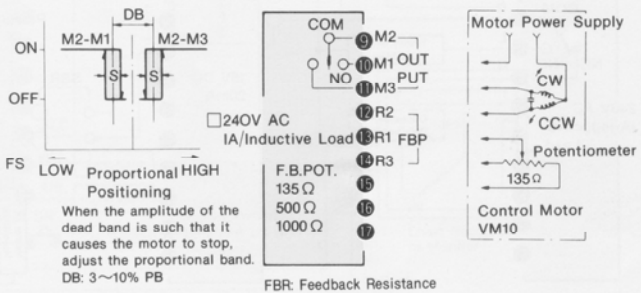 DB
ON
M2-M1
M2-M3
S
S
OFF
FS
LOW
HIGH
Proportional
Positioning
When the amplitude of the
dead band is such that it
causes the motor to stop,
adjust the proportional band.
DB: 3～10% PB
COM
NO
9 M2
10 M1
11 M3
OUT
PUT
□240V AC
1A/Inductive Load
12 R2
13 R1
14 R3
FBP
15
16
17
F.B.POT.
135 Ω
500 Ω
1000 Ω
FBR: Feedback Resistance
Motor Power Supply
CW
CCW
Potentiometer
135Ω
Control Motor
VM10